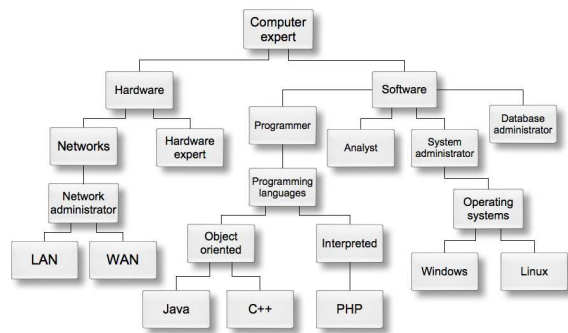 Computer
expert
Hardware
Software
Networks
Hardware
expert
Programmer
Analyst
System
administrator
Database
administrator
Network
administrator
Programming
languages
Operating
systems
LAN
WAN
Object
oriented
Interpreted
Windows
Linux
Java
C++
PHP